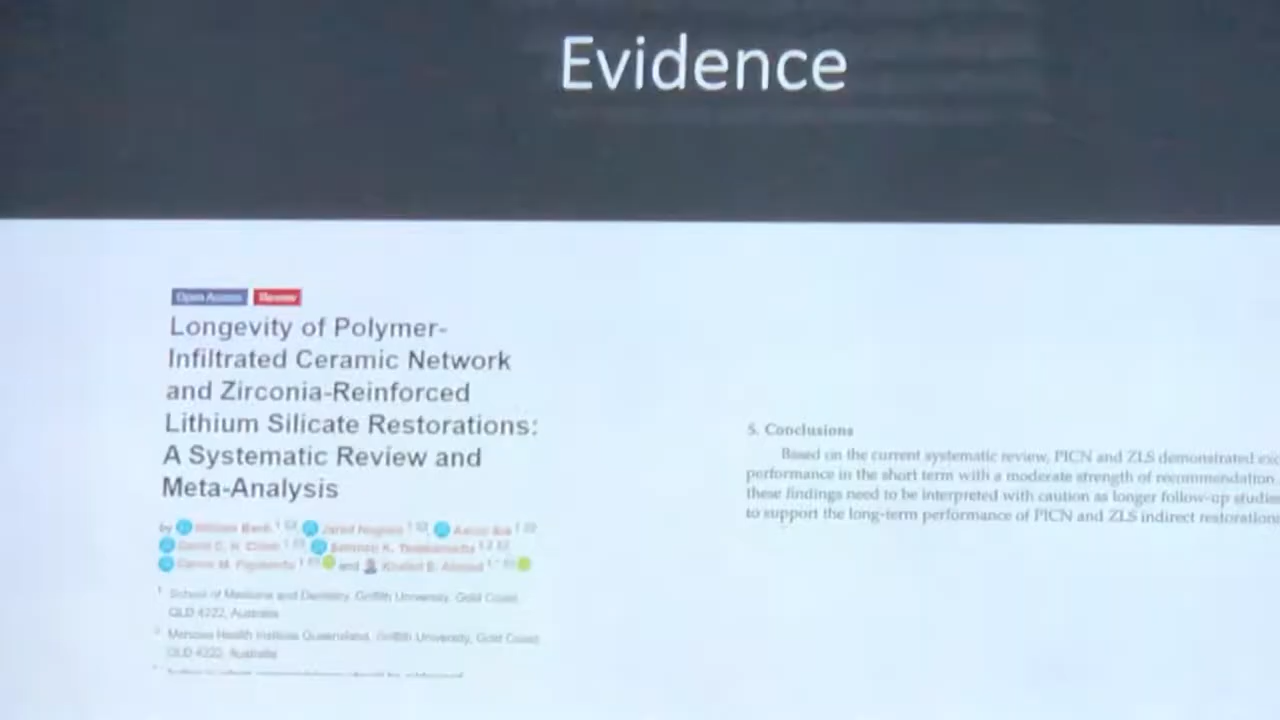 Evidence
Open Access Review
Longevity of Polymer-
Infiltrated Ceramic Network
and Zirconia-Reinforced
Lithium Silicate Restorations:
A Systematic Review and
Meta-Analysis
by
and
School of Medicine and Dentistry, Griffith University, Gold Coast,
QLD 4222, Australia
Menzies Health Institute Queensland, Griffith University, Gold Coast,
QLD 4222, Australia
5. Conclusions
Based on the current systematic review, PICN and ZLS demonstrated exc
performance in the short term with a moderate strength of recommendation
these findings need to be interpreted with caution as longer follow-up studie
to support the long-term performance of PICN and ZLS indirect restorations